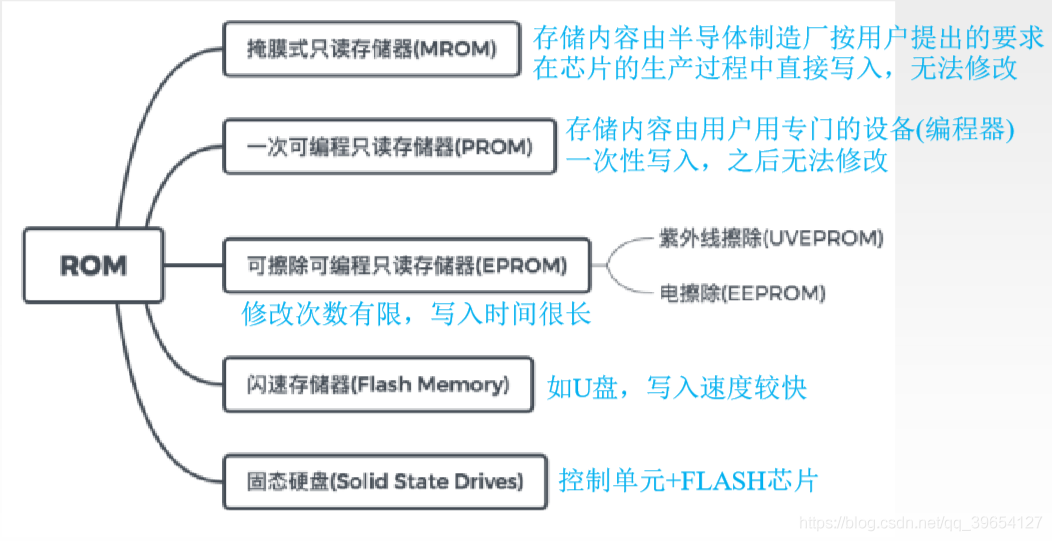 掩膜式只读存储器(MROM)
存储内容由半导体制造厂按用户提出的要求
在芯片的生产过程中直接写入，无法修改
一次可编程只读存储器(PROM)
存储内容由用户用专门的设备(编程器)
一次性写入，之后无法修改
ROM
可擦除可编程只读存储器(EPROM)
紫外线擦除(UVEPROM)
电擦除(EEPROM)
修改次数有限，写入时间很长
闪速存储器(Flash Memory)
如U盘，写入速度较快
固态硬盘(Solid State Drives)
控制单元+FLASH芯片
https://blog.csdn.net/qq_39654127